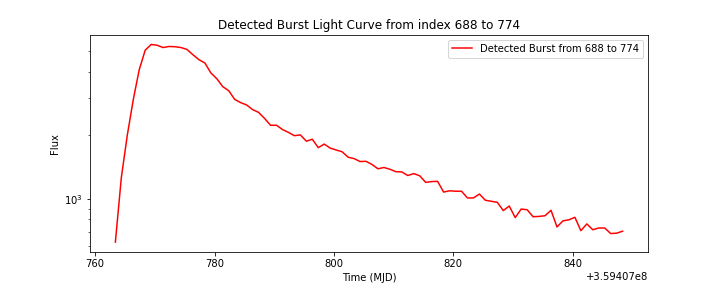 Detected Burst Light Curve from index 688 to 774
Detected Burst from 688 to 774
Flux
10³
760 780 800 820 840
Time (MJD)
+3.59407e8